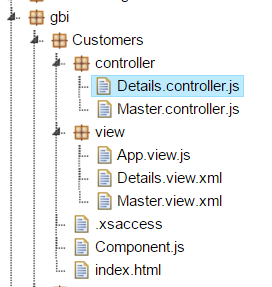 gbi
Customers
controller
Details.controller.js
Master.controller.js
view
App.view.js
Details.view.xml
Master.view.xml
.xsaccess
Component.js
index.html